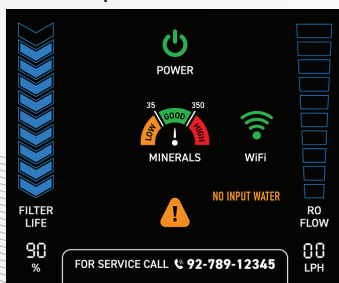 POWER
35 350
LOW GOOD HIGH
MINERALS
WiFi
NO INPUT WATER
FILTER
LIFE
RO
FLOW
90
%
FOR SERVICE CALL 92-789-12345
00
LPH